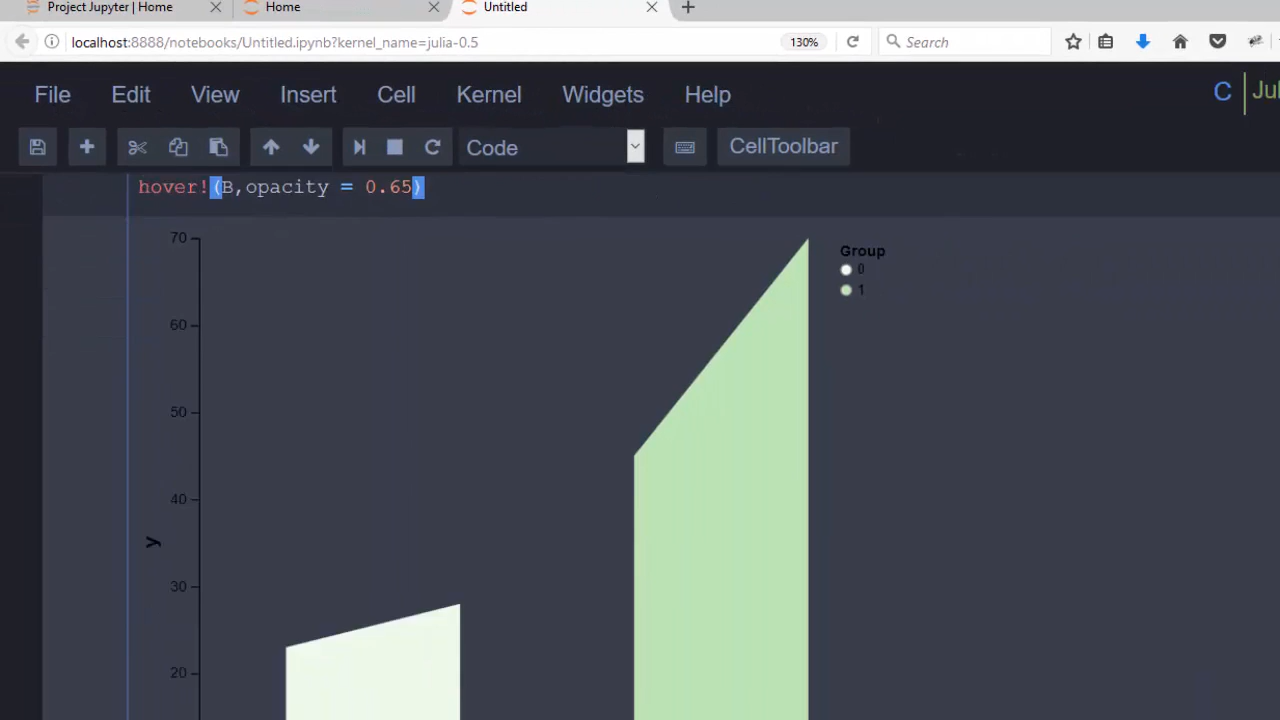 Project Jupyter | Home
Home
Untitled
localhost:8888/notebooks/Untitled.ipynb?kernel_name=julia-0.5
130%
Search
File Edit View Insert Cell Kernel Widgets Help
C Jul
Code
CellToolbar
hover!(B,opacity = 0.65)
70
60
50
40
30
20
y
Group
0
1